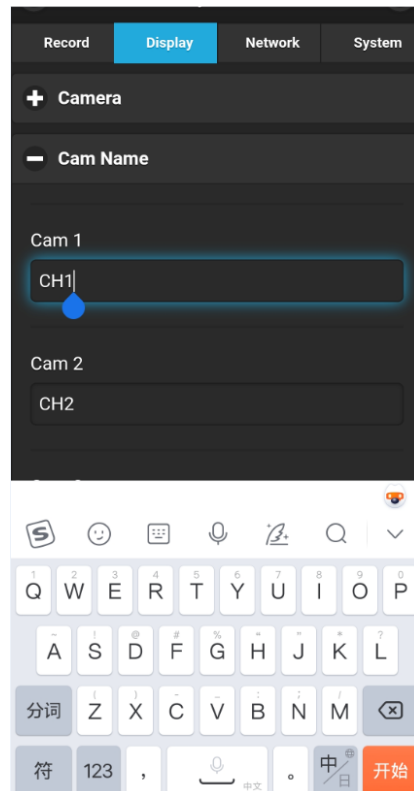 Record Display Network System
Camera
Cam Name
Cam 1
CH1
Cam 2
CH2
S
1 2 3 4 5 6 7 8 9 0
Q W E R T Y U I O P
~ ! @ # % " " * ?
A S D F G H J K L
( ) - _ : ; /
分词 Z X C V B N M
符 123 , 中文 。 中/日 @ 开始